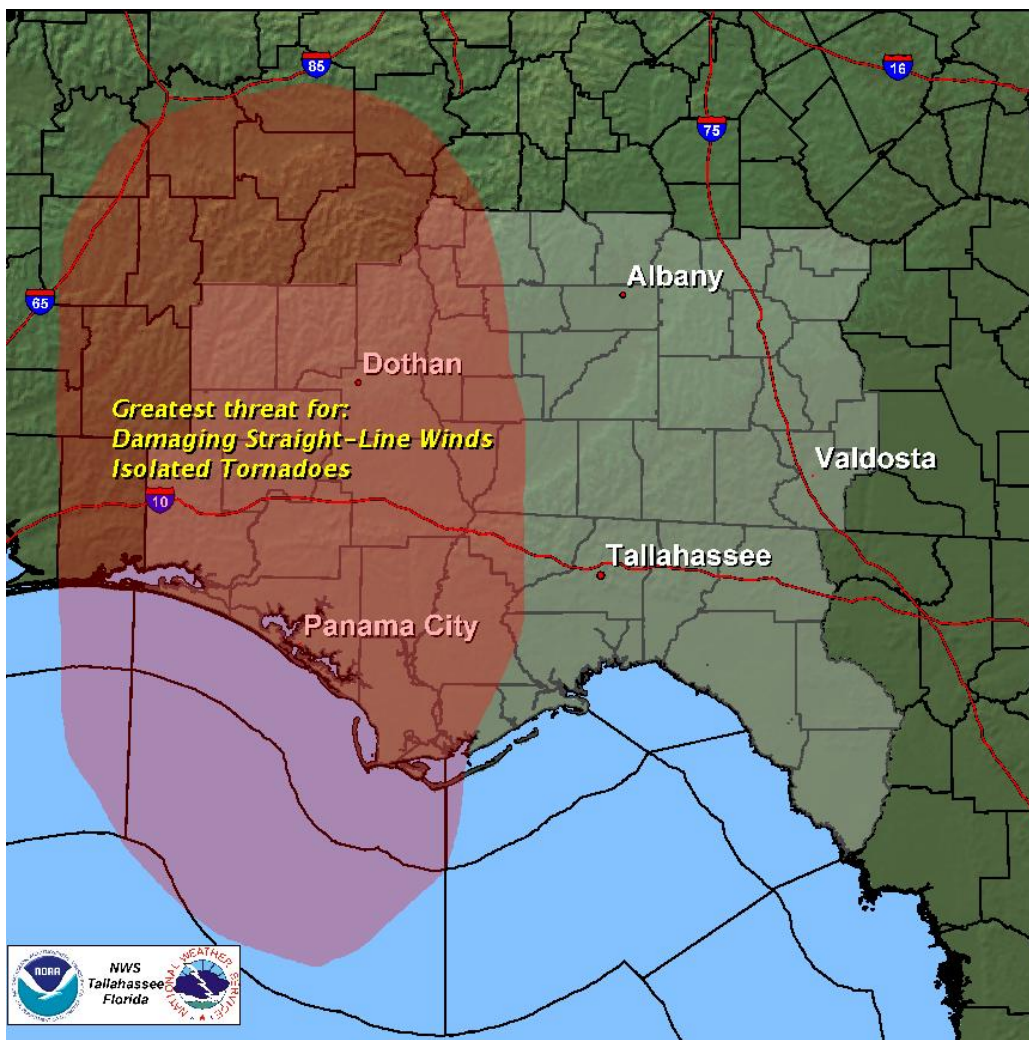 85
16
75
Albany
65
Dothan
Greatest threat for:
Damaging Straight-Line Winds
Isolated Tornadoes
Valdosta
10
Tallahassee
Panama City
NOAA
NWS
Tallahassee
Florida
NATIONAL WEATHER SERVICE